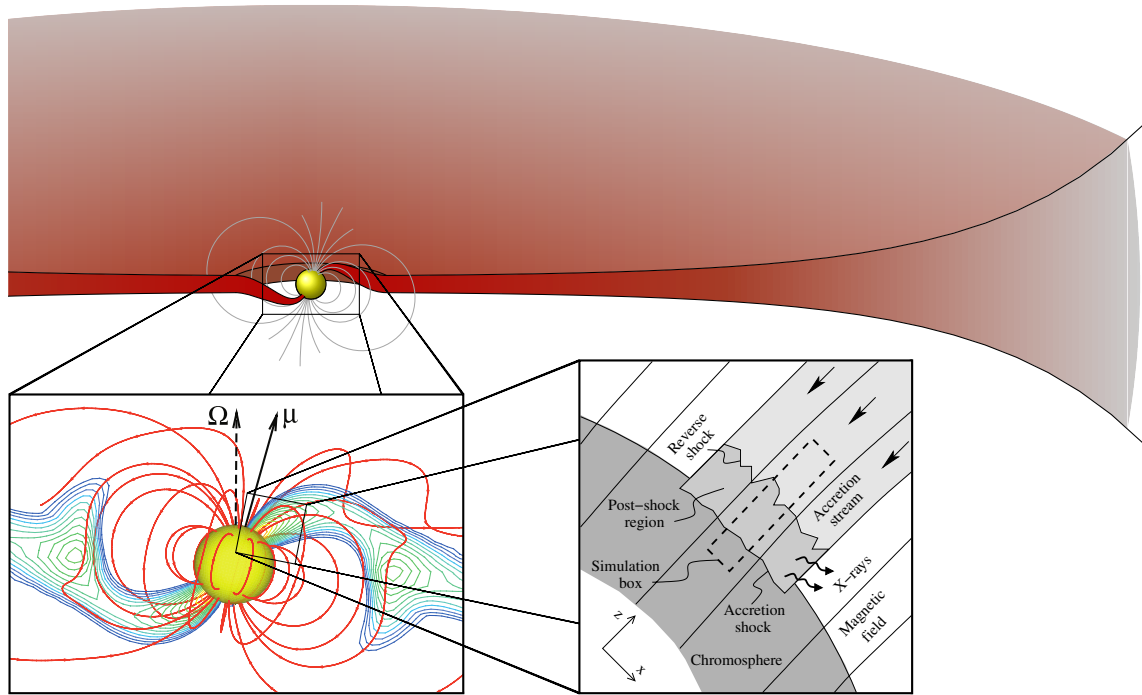 Ω
μ
Reverse
shock
Post−shock
region
Accretion
stream
Simulation
box
X−rays
Accretion
shock
Magnetic
field
z
x
Chromosphere